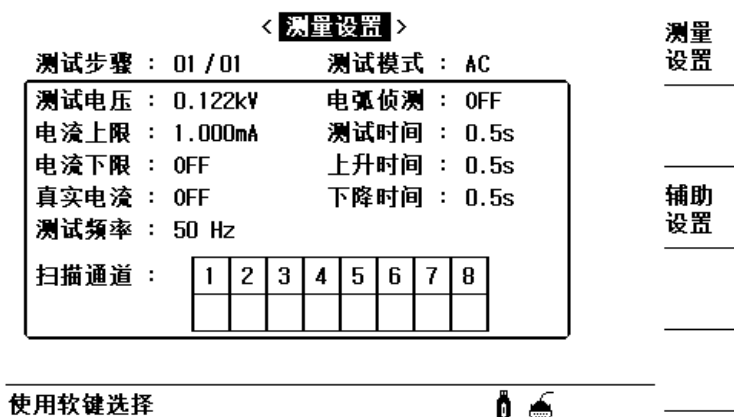 < 测量设置 >
测试步骤 : 01 / 01 测试模式 : AC
测试电压 : 0.122kV 电弧侦测 : OFF
电流上限 : 1.000mA 测试时间 : 0.5s
电流下限 : OFF 上升时间 : 0.5s
真实电流 : OFF 下降时间 : 0.5s
测试频率 : 50 Hz
扫描通道 : 1 2 3 4 5 6 7 8
使用软键选择
测量
设置
辅助
设置